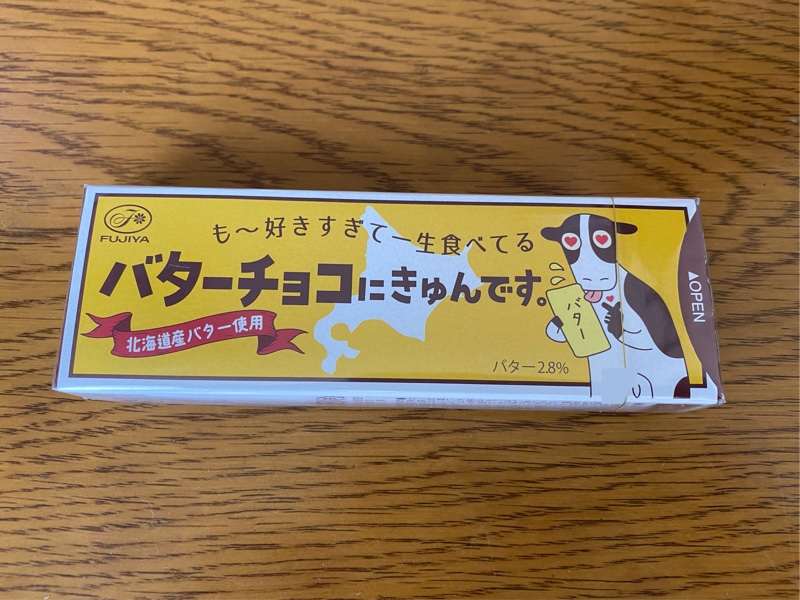 FUJIYA
も～好きすぎて一生食べてる
バターチョコにきゅんです。
北海道産バター使用
バター
バター2.8%
▲OPEN